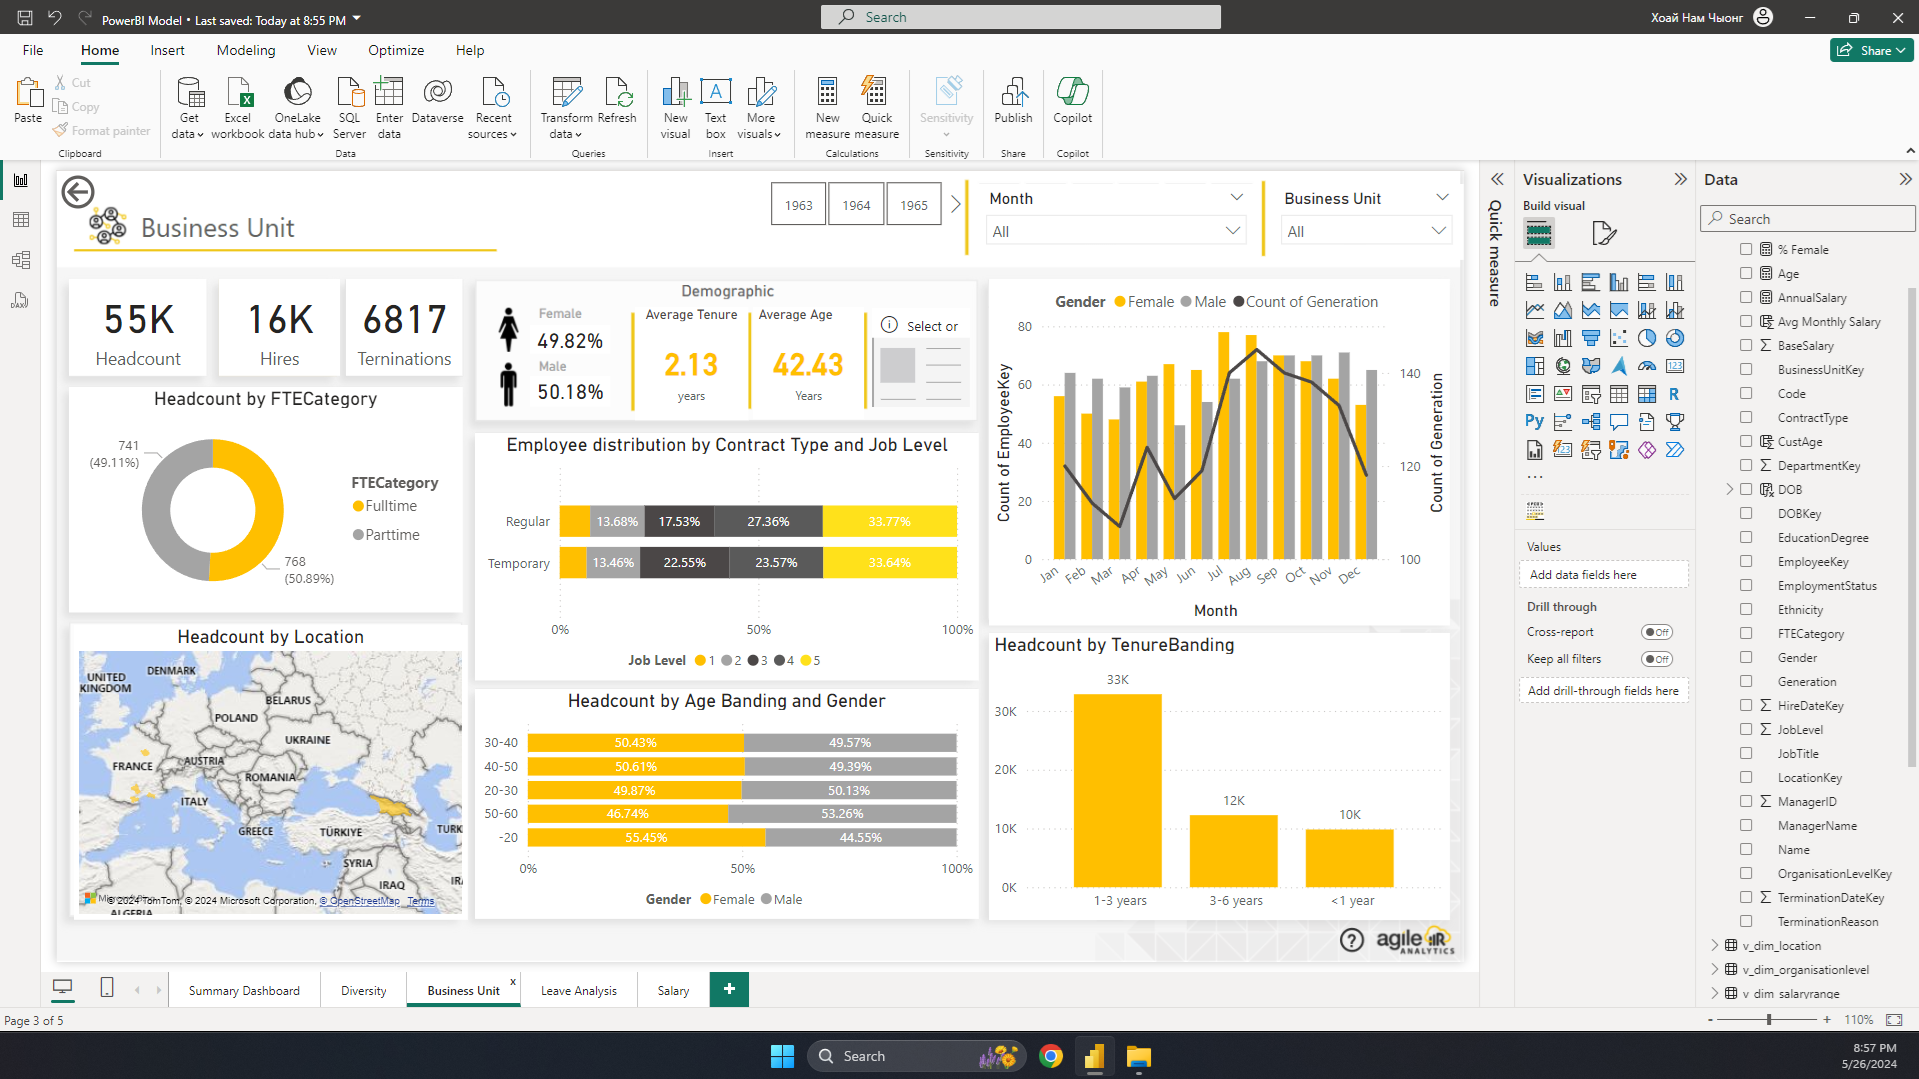 PowerBI Model • Last saved: Today at 8:55 PM
Search
Хоай Нам Чыонг
File
Home
Insert
Modeling
View
Optimize
Help
Share
Paste
Cut
Copy
Format painter
Clipboard
Get data
Excel workbook
OneLake data hub
SQL Server
Enter data
Dataverse
Recent sources
Data
Transform data
Refresh
Queries
New visual
Text box
More visuals
Insert
New measure
Quick measure
Calculations
Sensitivity
Sensitivity
Publish
Share
Copilot
Copilot
Business Unit
1963
1964
1965
Month
All
Business Unit
All
55K
Headcount
16K
Hires
6817
Terninations
Demographic
Female
49.82%
Male
50.18%
Average Tenure
2.13
years
Average Age
42.43
Years
Select or
Headcount by FTECategory
741
(49.11%)
768
(50.89%)
FTECategory
Fulltime
Parttime
Employee distribution by Contract Type and Job Level
Regular
13.68%
17.53%
27.36%
33.77%
Temporary
13.46%
22.55%
23.57%
33.64%
0%
50%
100%
Job Level
1
2
3
4
5
Gender
Female
Male
Count of Generation
Count of EmployeeKey
80
60
40
20
0
140
120
100
Count of Generation
Jan
Feb
Mar
Apr
May
Jun
Jul
Aug
Sep
Oct
Nov
Dec
Month
Headcount by Location
UNITED KINGDOM
DENMARK
BELARUS
POLAND
UKRAINE
FRANCE
AUSTRIA
ROMANIA
ITALY
GREECE
TÜRKIYE
TURK
SYRIA
IRAQ
IR
ALGERIA
© 2024 TomTom, © 2024 Microsoft Corporation, © OpenStreetMap
Terms
Headcount by Age Banding and Gender
30-40
50.43%
49.57%
40-50
50.61%
49.39%
20-30
49.87%
50.13%
50-60
46.74%
53.26%
-20
55.45%
44.55%
0%
50%
100%
Gender
Female
Male
Headcount by TenureBanding
30K
20K
10K
0K
33K
12K
10K
1-3 years
3-6 years
<1 year
?
agile HR
ANALYTICS
Quick measure
Visualizations
Build visual
R
Py
123
...
Values
Add data fields here
Drill through
Cross-report
Off
Keep all filters
Off
Add drill-through fields here
Data
Search
% Female
Age
AnnualSalary
Avg Monthly Salary
BaseSalary
BusinessUnitKey
Code
ContractType
CustAge
DepartmentKey
DOB
DOBKey
EducationDegree
EmployeeKey
EmploymentStatus
Ethnicity
FTECategory
Gender
Generation
HireDateKey
JobLevel
JobTitle
LocationKey
ManagerID
ManagerName
Name
OrganisationLevelKey
TerminationDateKey
TerminationReason
v_dim_location
v_dim_organisationlevel
v_dim_salaryrange
Summary Dashboard
Diversity
Business Unit
x
Leave Analysis
Salary
+
Page 3 of 5
-
+
110%
Search
8:57 PM
5/26/2024